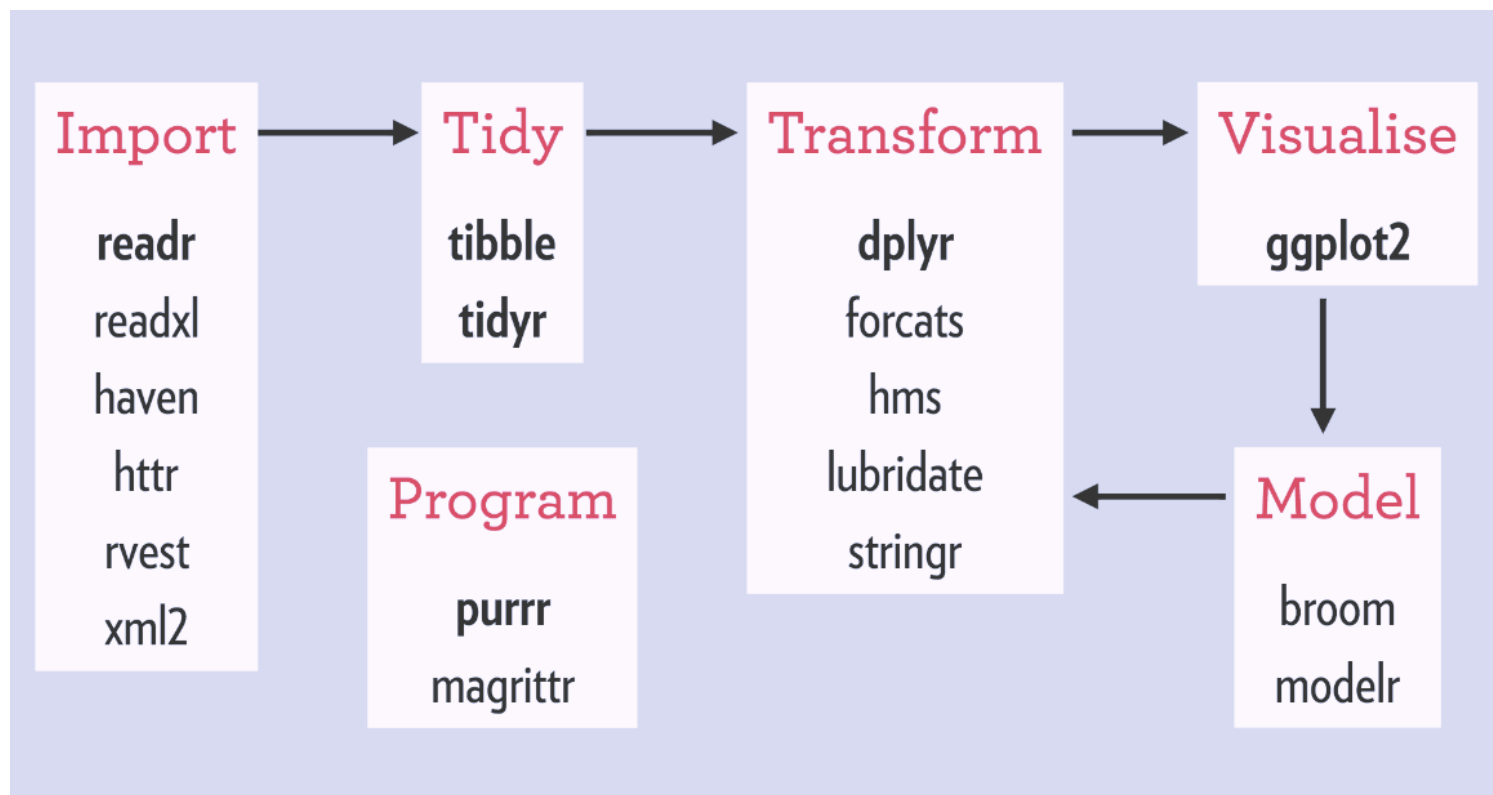 Import
readr
readxl
haven
httr
rvest
xml2
Tidy
tibble
tidyr
Program
purrr
magrittr
Transform
dplyr
forcats
hms
lubridate
stringr
Visualise
ggplot2
Model
broom
modelr